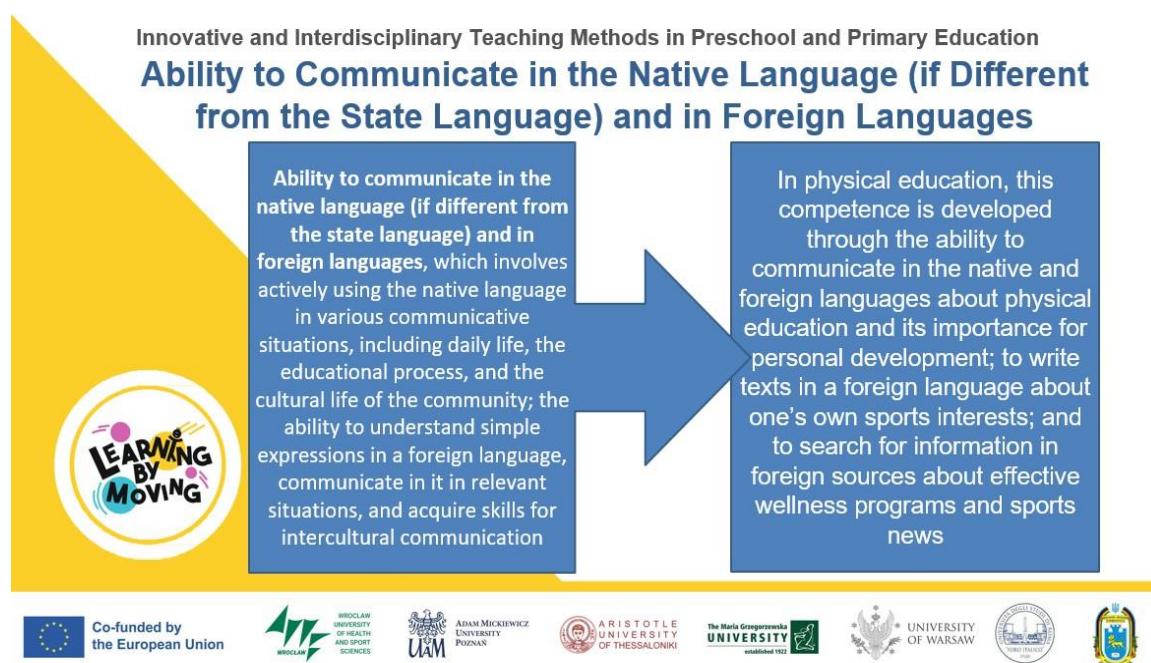 Innovative and Interdisciplinary Teaching Methods in Preschool and Primary Education
Ability to Communicate in the Native Language (if Different
from the State Language) and in Foreign Languages
Ability to communicate in the
native language (if different from
the state language) and in
foreign languages, which involves
actively using the native language
in various communicative
situations, including daily life, the
educational process, and the
cultural life of the community; the
ability to understand simple
expressions in a foreign language,
communicate in it in relevant
situations, and acquire skills for
intercultural communication
In physical education, this
competence is developed
through the ability to
communicate in the native and
foreign languages about physical
education and its importance for
personal development; to write
texts in a foreign language about
one’s own sports interests; and
to search for information in
foreign sources about effective
wellness programs and sports
news
LEARNING
BY
MOVING
Co-funded by
the European Union
WROCLAW
WROCLAW
UNIVERSITY
OF HEALTH
AND SPORT
SCIENCES
UAM
ADAM MICKIEWICZ
UNIVERSITY
POZNAŃ
ARISTOTLE
UNIVERSITY
OF THESSALONIKI
The Maria Grzegorzewska
UNIVERSITY
established 1922
UNIVERSITY
OF WARSAW